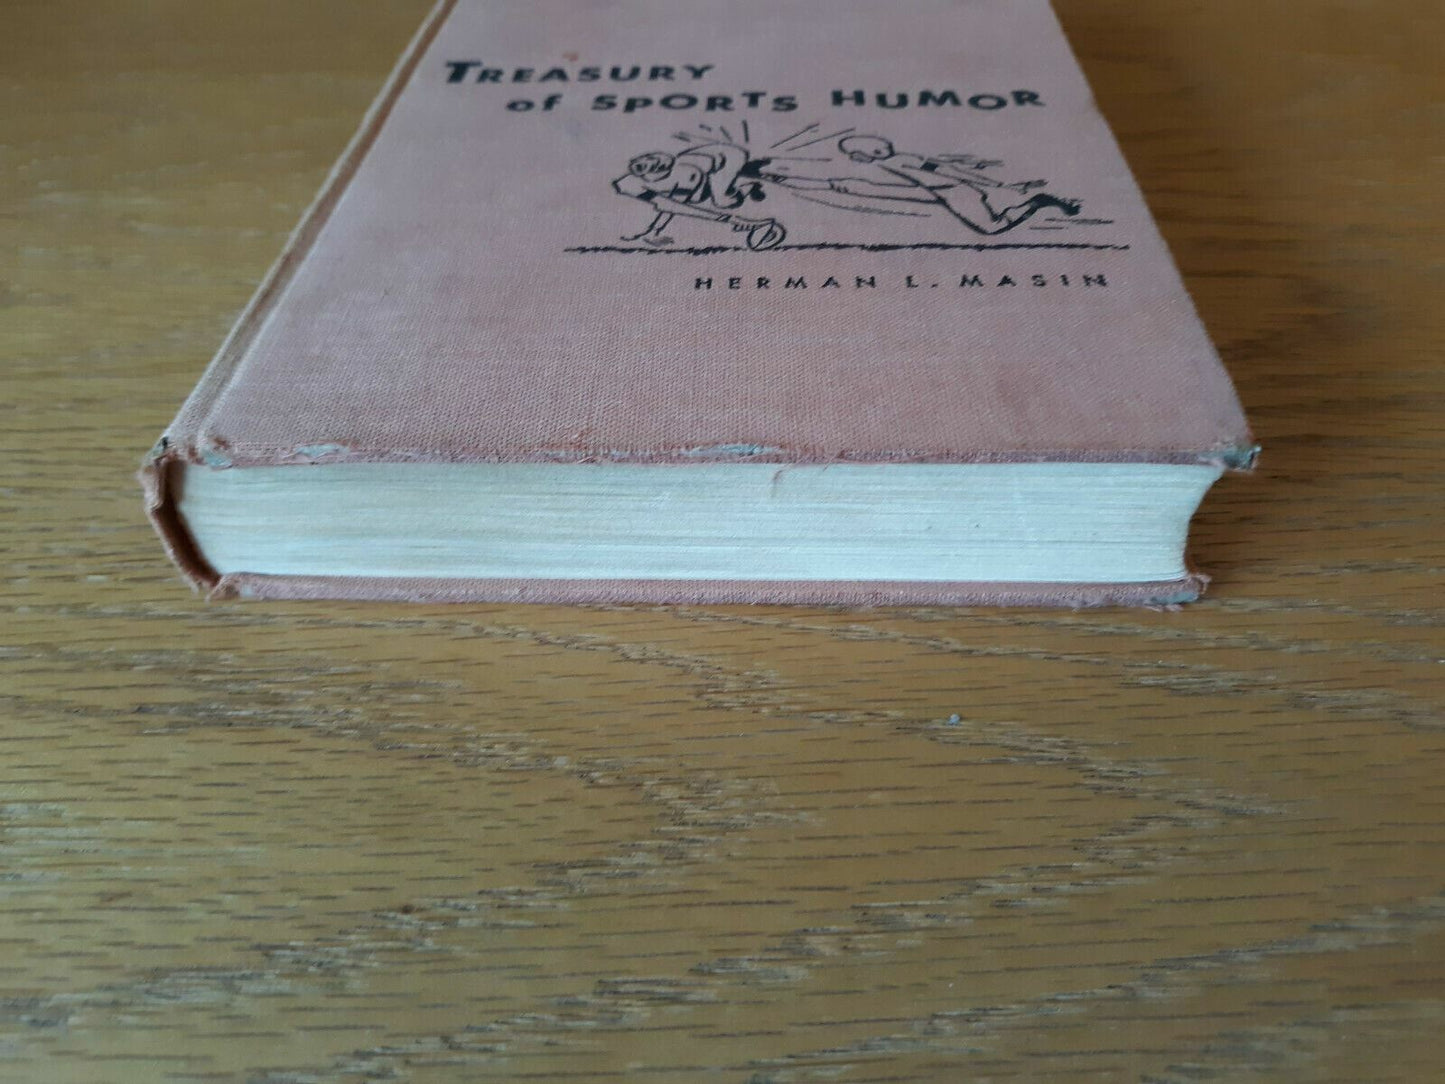 TREASURY
of SpORTS HUMOR
HERMAN L. MASIN